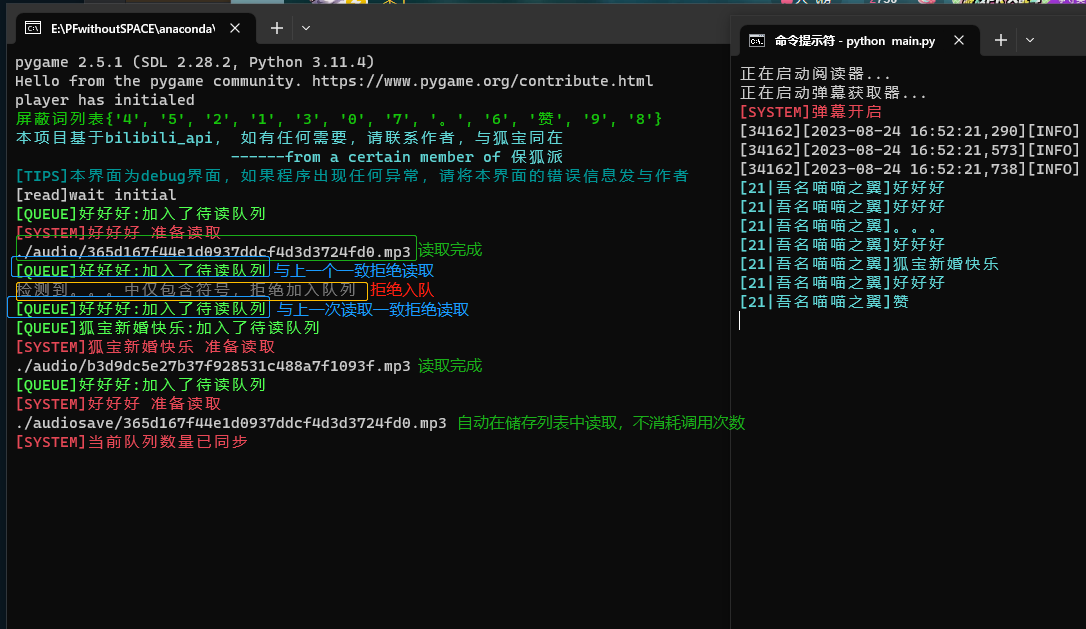 E:\PFwithoutSPACE\anaconda\
pygame 2.5.1 (SDL 2.28.2, Python 3.11.4)
Hello from the pygame community. https://www.pygame.org/contribute.html
player has initialed
屏蔽词列表{'4', '5', '2', '1', '3', '0', '7', '。', '6', '赞', '9', '8'}
本项目基于bilibili_api， 如有任何需要，请联系作者，与狐宝同在
------from a certain member of 保狐派
[TIPS]本界面为debug界面，如果程序出现任何异常，请将本界面的错误信息发与作者
[read]wait initial
[QUEUE]好好好:加入了待读队列
[SYSTEM]好好好 准备读取
./audio/365d167f44e1d0937ddcf4d3d3724fd0.mp3 读取完成
[QUEUE]好好好:加入了待读队列 与上一个一致拒绝读取
检测到。。。中仅包含符号，拒绝加入队列 拒绝入队
[QUEUE]好好好:加入了待读队列 与上一次读取一致拒绝读取
[QUEUE]狐宝新婚快乐:加入了待读队列
[SYSTEM]狐宝新婚快乐 准备读取
./audio/b3d9dc5e27b37f928531c488a7f1093f.mp3 读取完成
[QUEUE]好好好:加入了待读队列
[SYSTEM]好好好 准备读取
./audiosave/365d167f44e1d0937ddcf4d3d3724fd0.mp3 自动在储存列表中读取，不消耗调用次数
[SYSTEM]当前队列数量已同步
命令提示符 - python main.py
正在启动阅读器...
正在启动弹幕获取器...
[SYSTEM]弹幕开启
[34162][2023-08-24 16:52:21,290][INFO]
[34162][2023-08-24 16:52:21,573][INFO]
[34162][2023-08-24 16:52:21,738][INFO]
[21|吾名喵喵之翼]好好好
[21|吾名喵喵之翼]好好好
[21|吾名喵喵之翼]。。。
[21|吾名喵喵之翼]好好好
[21|吾名喵喵之翼]狐宝新婚快乐
[21|吾名喵喵之翼]好好好
[21|吾名喵喵之翼]赞